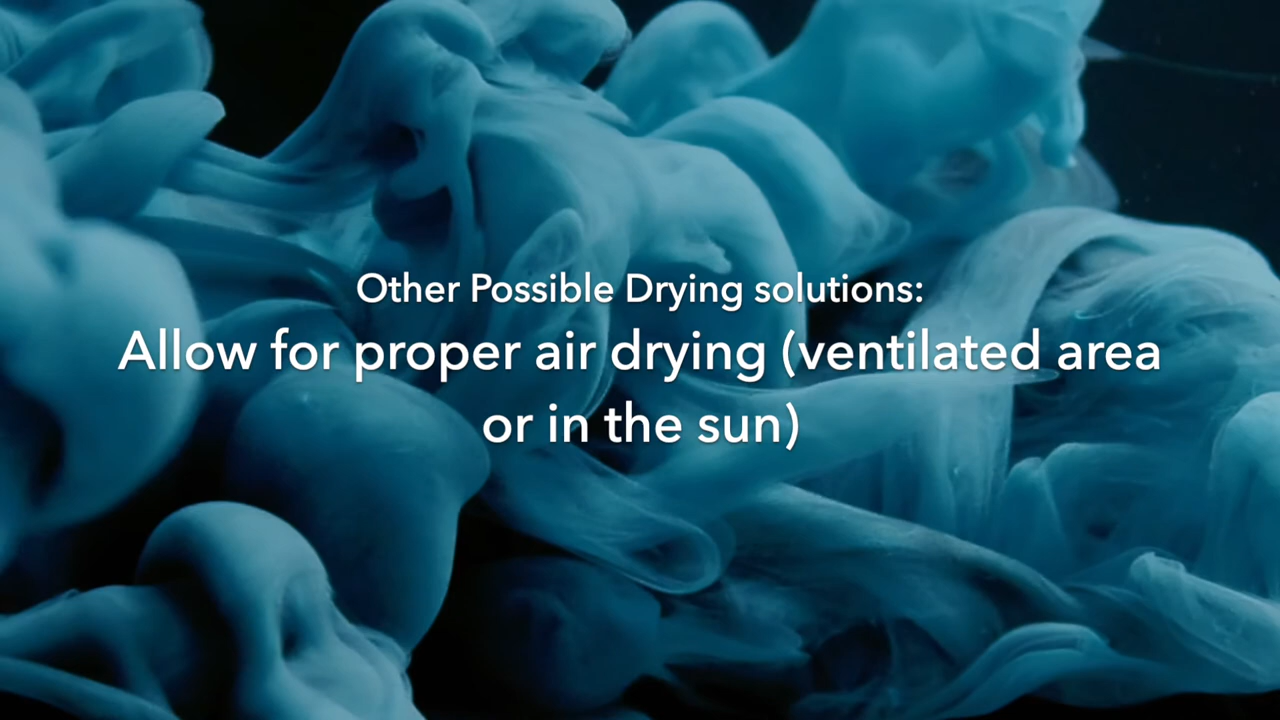 Other Possible Drying solutions:
Allow for proper air drying (ventilated area
or in the sun)